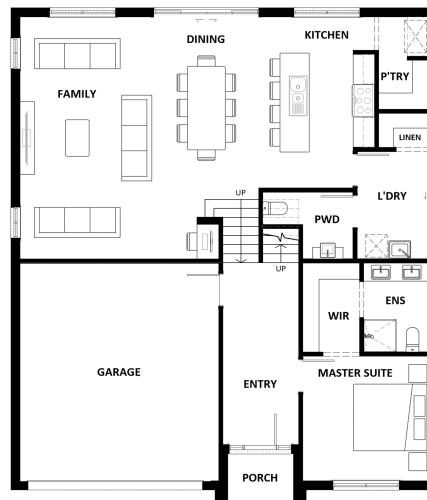 DINING
KITCHEN
P'TRY
FAMILY
LINEN
UP
L'DRY
PWD
UP
ENS
WIR
GARAGE
MASTER SUITE
ENTRY
PORCH